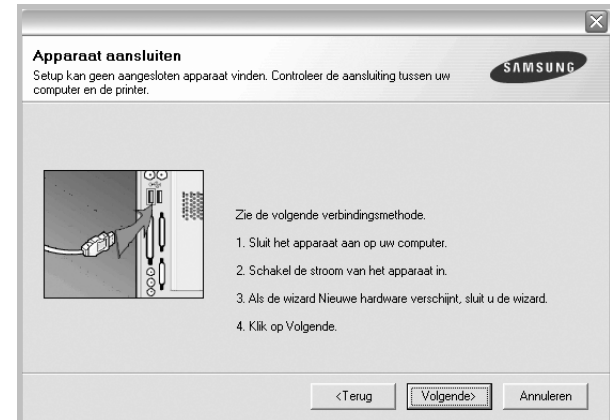 Apparaat aansluiten
Setup kan geen aangesloten apparaat vinden. Controleer de aansluiting tussen uw
computer en de printer.
SAMSUNG
Zie de volgende verbindingsmethode.
1. Sluit het apparaat aan op uw computer.
2. Schakel de stroom van het apparaat in.
3. Als de wizard Nieuwe hardware verschijnt, sluit u de wizard.
4. Klik op Volgende.
<Terug
Volgende>
Annuleren